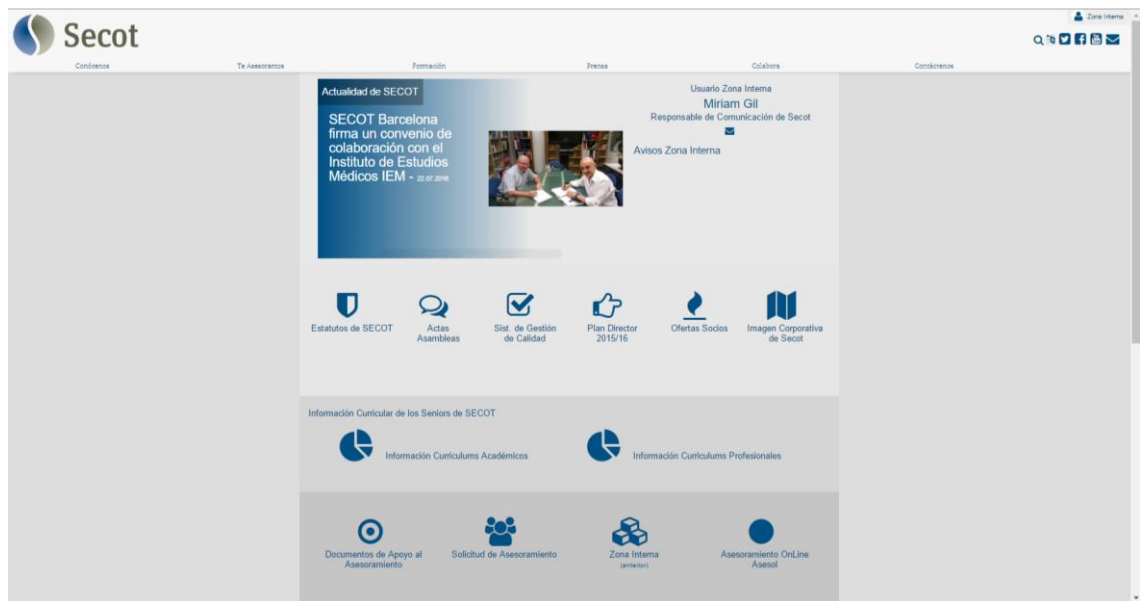 Zona Interna
Secot
Conócenos
Te Asesoramos
Formación
Prensa
Colabora
Contáctenos
Actualidad de SECOT
SECOT Barcelona
firma un convenio de
colaboración con el
Instituto de Estudios
Médicos IEM - 22.07.2016
Usuario Zona Interna
Miriam Gil
Responsable de Comunicación de Secot
Avisos Zona Interna
Estatutos de SECOT
Actas
Asambleas
Sist. de Gestión
de Calidad
Plan Director
2015/16
Ofertas Socios
Imagen Corporativa
de Secot
Información Curricular de los Seniors de SECOT
Información Curriculums Académicos
Información Curriculums Profesionales
Documentos de Apoyo al
Asesoramiento
Solicitud de Asesoramiento
Zona Interna
(anterior)
Asesoramiento OnLine
Asesol